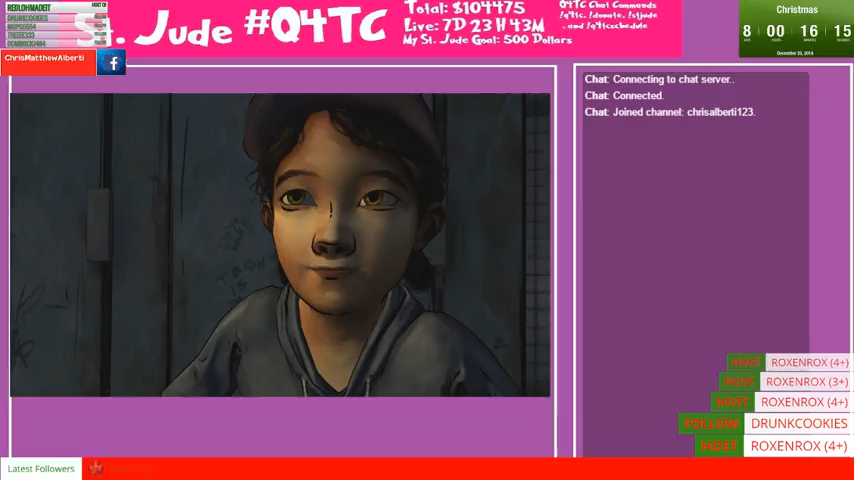 REDLOHMADEIT
HOST BY
DRUNKCOOKIES
St. Jude #Q4TC
Total: $104475
Live: 7D 23 H 43M
My St. Jude Goal: 500 Dollars
Q4TC Chat Commands
!q4tc, !donate, !stjude
, and !q4tcschedule
Christmas
8 00 16 15
December 25, 2016
ChrisMatthewAlberti
f
Chat: Connecting to chat server..
Chat: Connected.
Chat: Joined channel: chrisalberti123.
HOST ROXENROX (4+)
HOST ROXENROX (3+)
HOST ROXENROX (4+)
FOLLOW DRUNKCOOKIES
HOST ROXENROX (4+)
Latest Followers